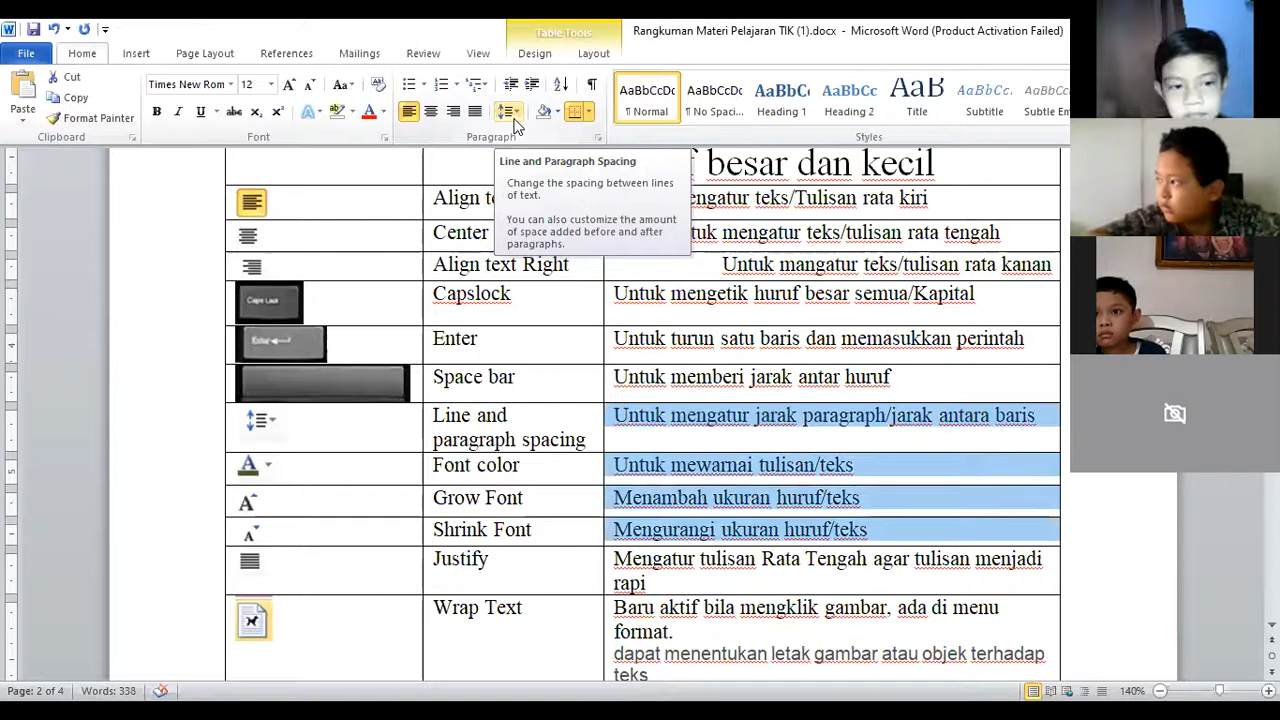 Table Tools
Rangkuman Materi Pelajaran TIK (1).docx - Microsoft Word (Product Activation Failed)
File Home Insert Page Layout References Mailings Review View Design Layout
Paste
Cut
Copy
Format Painter
Clipboard
Times New Rom 12
Font
Paragraph
AaBbCcDc AaBbCcDc AaBbC AaBbCc AaB AaBbCcL AaBbCcDc
¶ Normal ¶ No Spaci... Heading 1 Heading 2 Title Subtitle Subtle Em
Styles
Line and Paragraph Spacing
Change the spacing between lines
of text.
You can also customize the amount
of space added before and after
paragraphs.
besar dan kecil
Align te
engatur teks/Tulisan rata kiri
Center
tuk mengatur teks/tulisan rata tengah
Align text Right
Untuk mangatur teks/tulisan rata kanan
Caps Lock
Capslock
Untuk mengetik huruf besar semua/Kapital
Enter
Enter
Untuk turun satu baris dan memasukkan perintah
Space bar
Untuk memberi jarak antar huruf
Line and
paragraph spacing
Untuk mengatur jarak paragraph/jarak antara baris
Font color
Untuk mewarnai tulisan/teks
Grow Font
Menambah ukuran huruf/teks
Shrink Font
Mengurangi ukuran huruf/teks
Justify
Mengatur tulisan Rata Tengah agar tulisan menjadi
rapi
Wrap Text
Baru aktif bila mengklik gambar, ada di menu
format.
dapat menentukan letak gambar atau objek terhadap
teks
Page: 2 of 4 Words: 338 140%